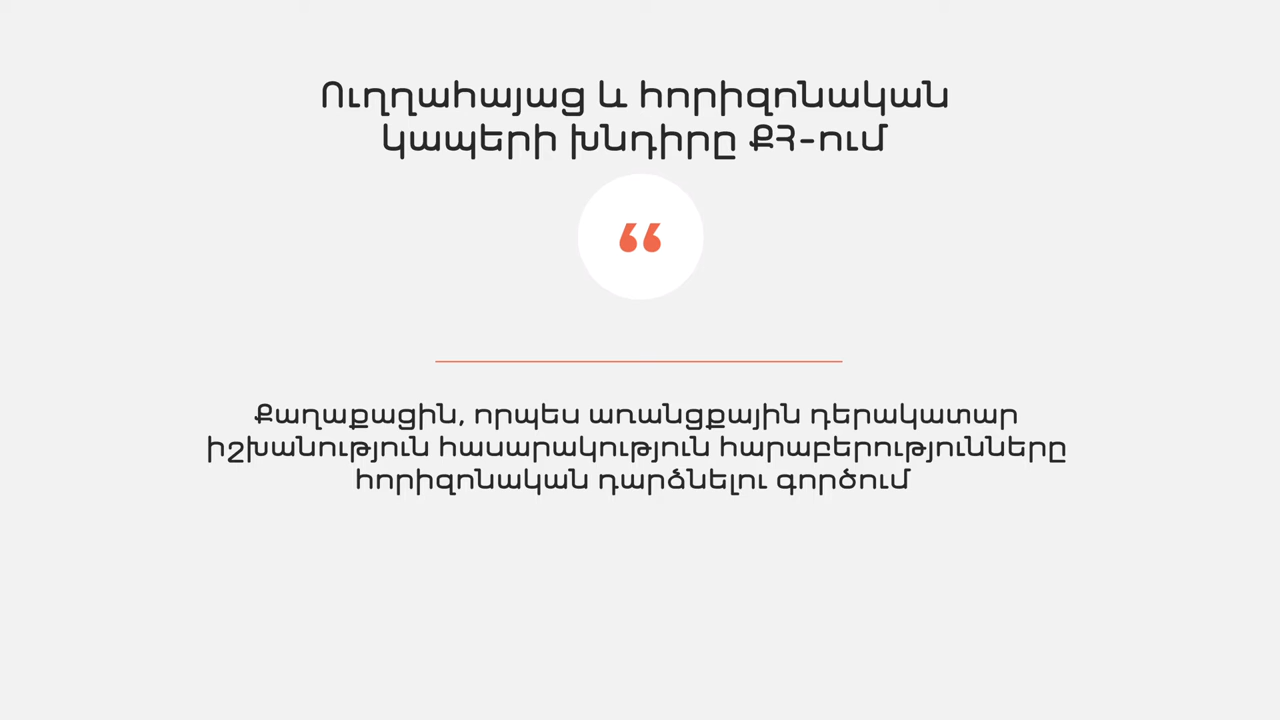 Ուղղահայաց և հորիզոնական
կապերի խնդիրը ՔՀ-ում
“
Քաղաքացին, որպես առանցքային դերակատար
իշխանություն հասարակություն հարաբերությունները
հորիզոնական դարձնելու գործում